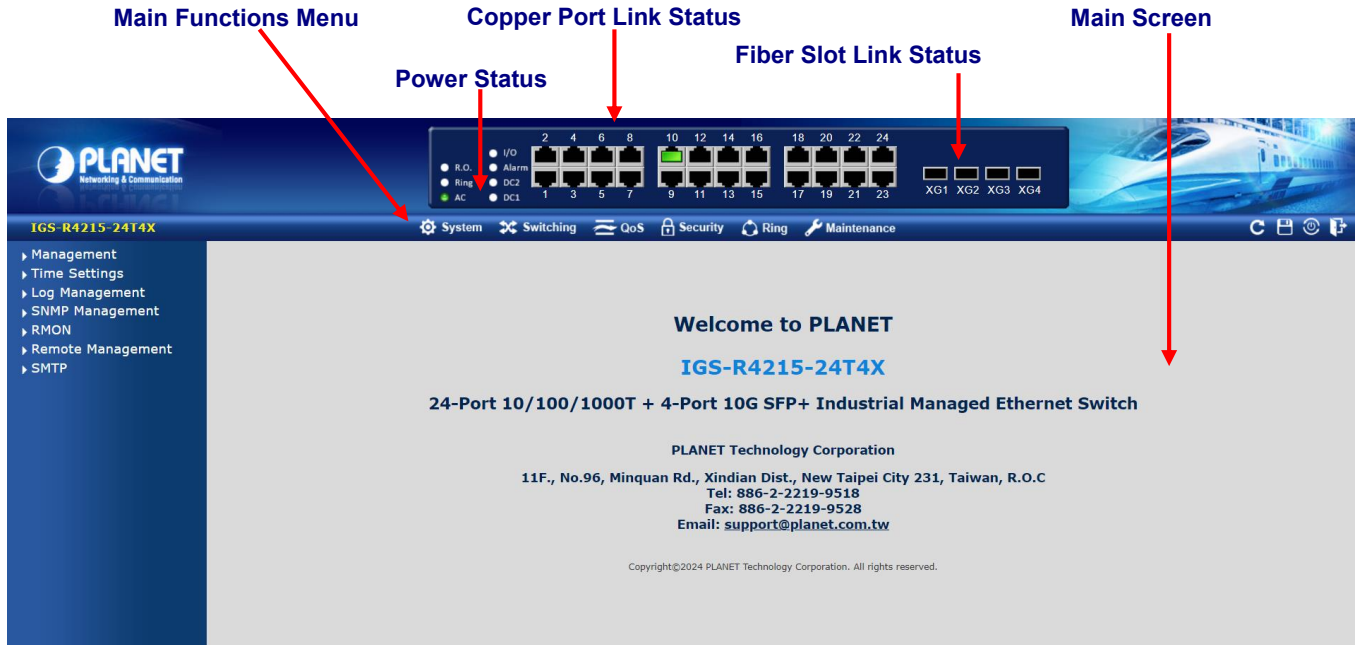 Main Functions Menu
Copper Port Link Status
Main Screen
Fiber Slot Link Status
Power Status
PLANET
Networking & Communication
2 4 6 8 10 12 14 16 18 20 22 24
I/O
R.O. Alarm
Ring DC2
AC DC1
1 3 5 7 9 11 13 15 17 19 21 23
XG1 XG2 XG3 XG4
IGS-R4215-24T4X
System Switching QoS Security Ring Maintenance
Management
Time Settings
Log Management
SNMP Management
RMON
Remote Management
SMTP
Welcome to PLANET
IGS-R4215-24T4X
24-Port 10/100/1000T + 4-Port 10G SFP+ Industrial Managed Ethernet Switch
PLANET Technology Corporation
11F., No.96, Minquan Rd., Xindian Dist., New Taipei City 231, Taiwan, R.O.C
Tel: 886-2-2219-9518
Fax: 886-2-2219-9528
Email: support@planet.com.tw
Copyright©2024 PLANET Technology Corporation. All rights reserved.